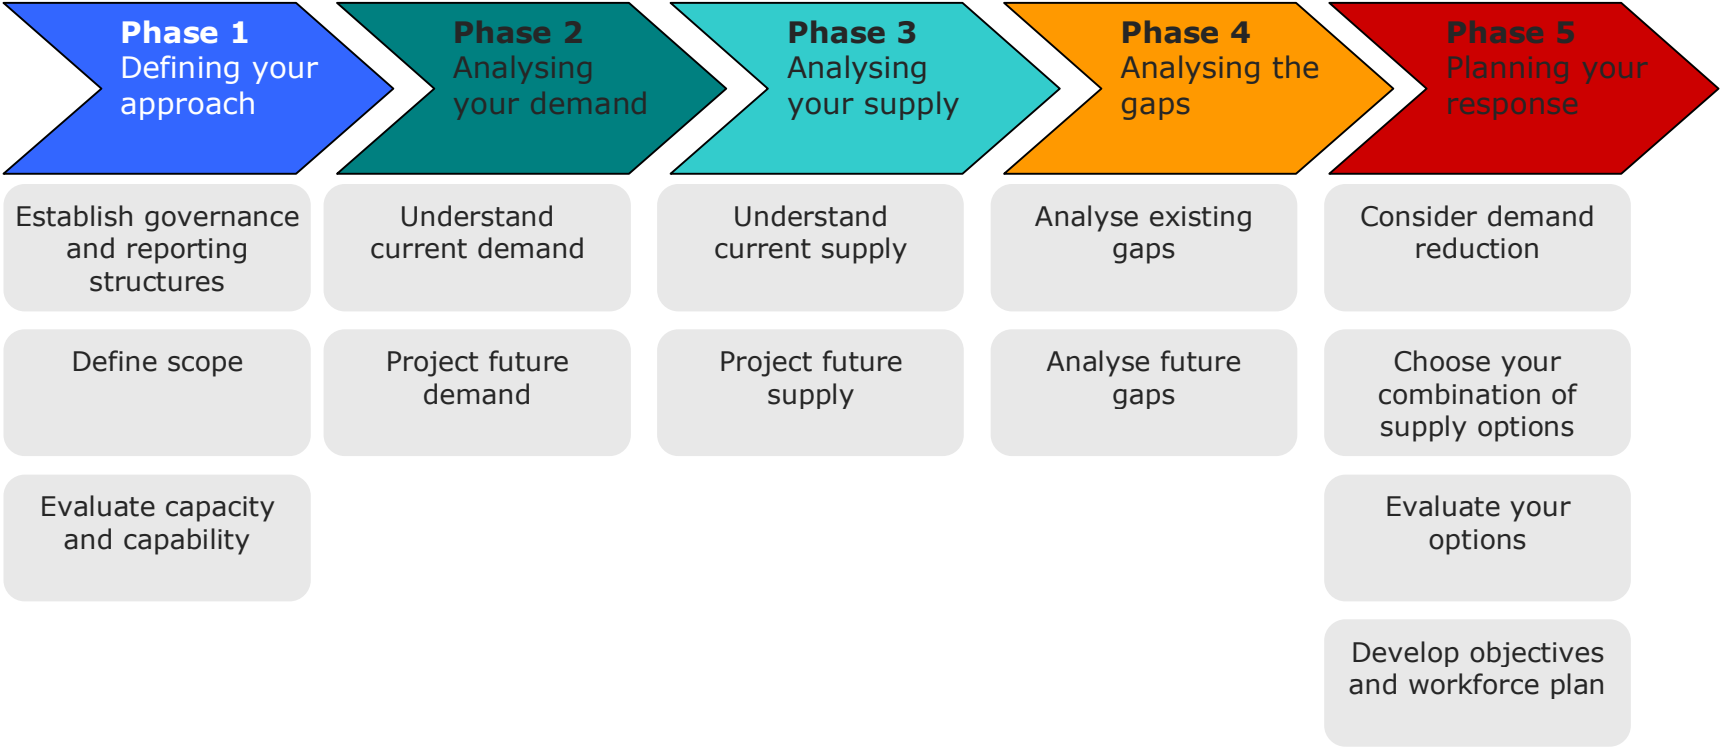 Phase 1
Defining your
approach
Phase 2
Analysing
your demand
Phase 3
Analysing
your supply
Phase 4
Analysing the
gaps
Phase 5
Planning your
response
Establish governance
and reporting
structures
Define scope
Evaluate capacity
and capability
Understand
current demand
Project future
demand
Understand
current supply
Project future
supply
Analyse existing
gaps
Analyse future
gaps
Consider demand
reduction
Choose your
combination of
supply options
Evaluate your
options
Develop objectives
and workforce plan